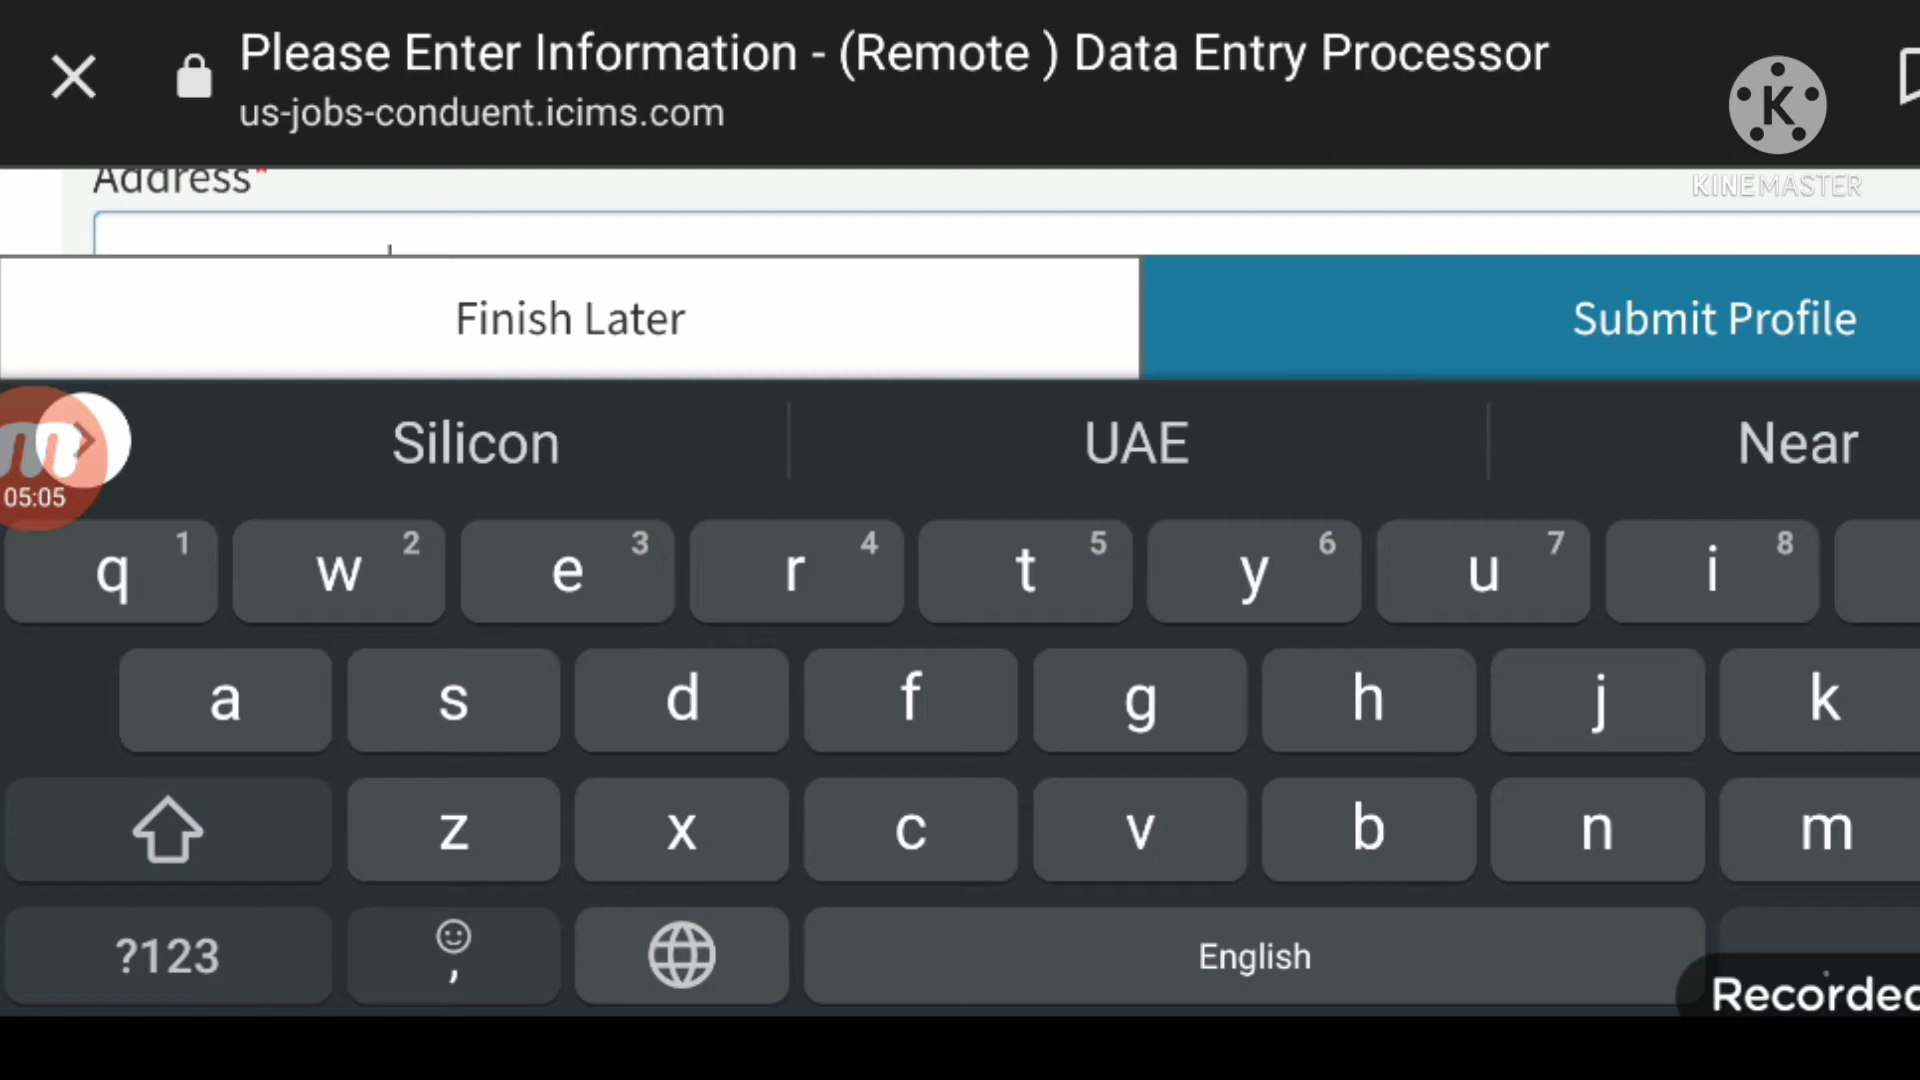 Please Enter Information - (Remote ) Data Entry Processor
us-jobs-conduent.icims.com
K
KINEMASTER
Address*
Finish Later
Submit Profile
Silicon
UAE
Near
m
05:05
q 1 w 2 e 3 r 4 t 5 y 6 u 7 i 8
a s d f g h j k
z x c v b n m
?123
,
English
.
Recorded